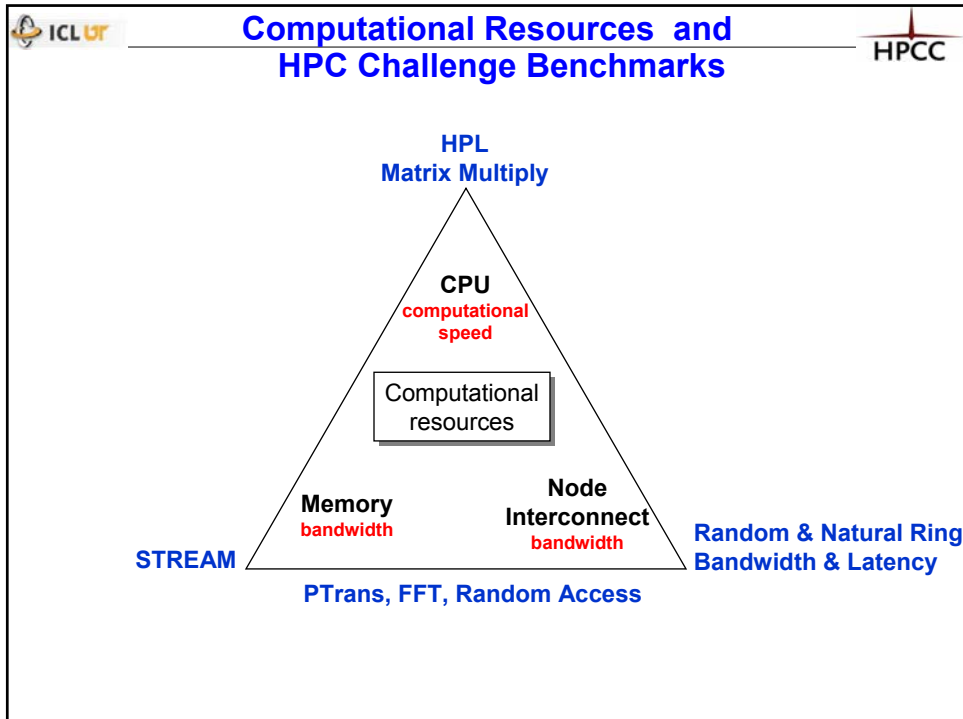 ICL UT
Computational Resources and
HPC Challenge Benchmarks
HPCC
HPL
Matrix Multiply
CPU
computational
speed
Computational
resources
Memory
bandwidth
Node
Interconnect
bandwidth
STREAM
Random & Natural Ring
Bandwidth & Latency
PTrans, FFT, Random Access